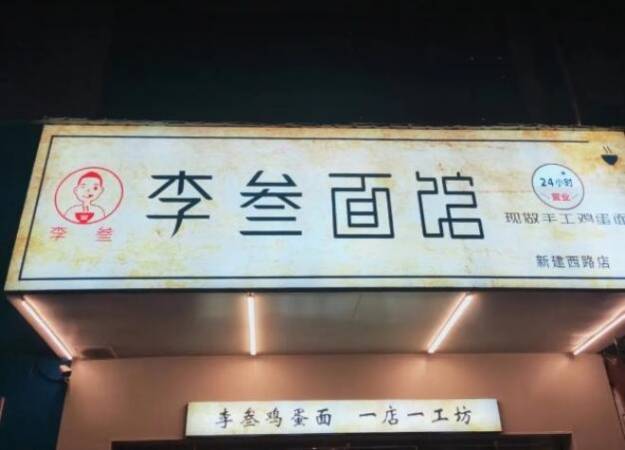 李叁面馆
李叁
24小时
营业
现做手工鸡蛋面
新建西路店
李叁鸡蛋面 一店一工坊